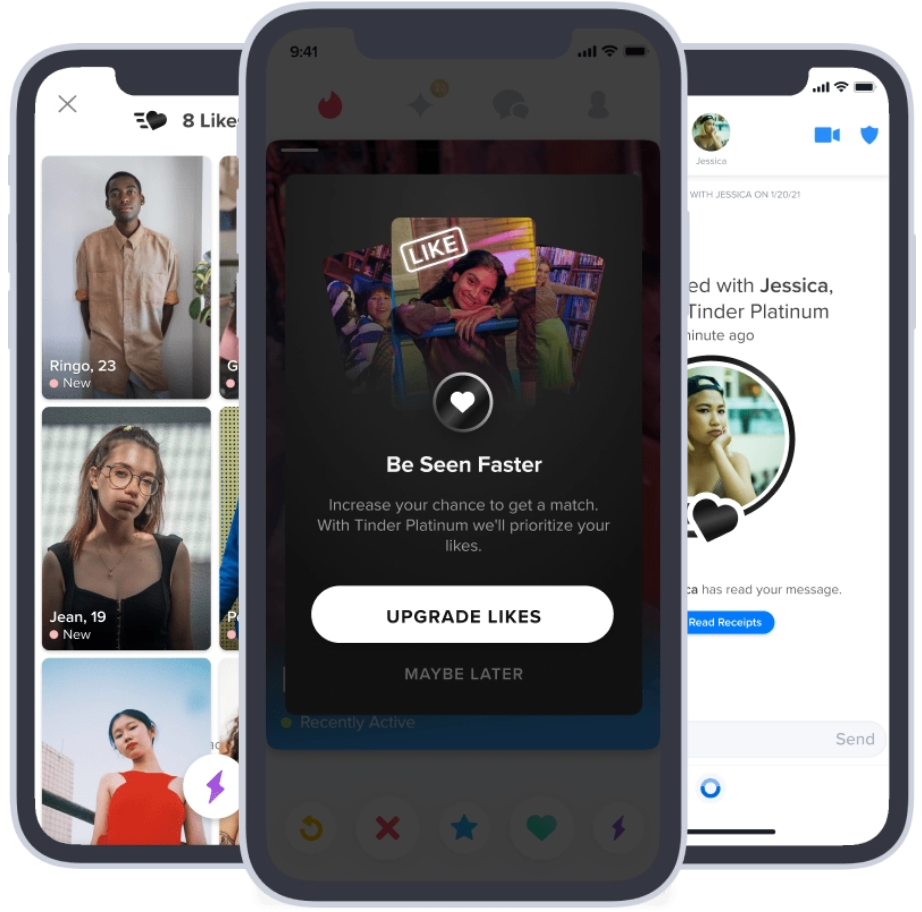 8 Like
Ringo, 23
New
G
Jean, 19
New
9:41
LIKE
Be Seen Faster
Increase your chance to get a match.
With Tinder Platinum we'll prioritize your
likes.
UPGRADE LIKES
MAYBE LATER
Recently Active
Jessica
WITH JESSICA ON 1/20/21
ed with Jessica,
Tinder Platinum
inute ago
ca has read your message.
Read Receipts
Send